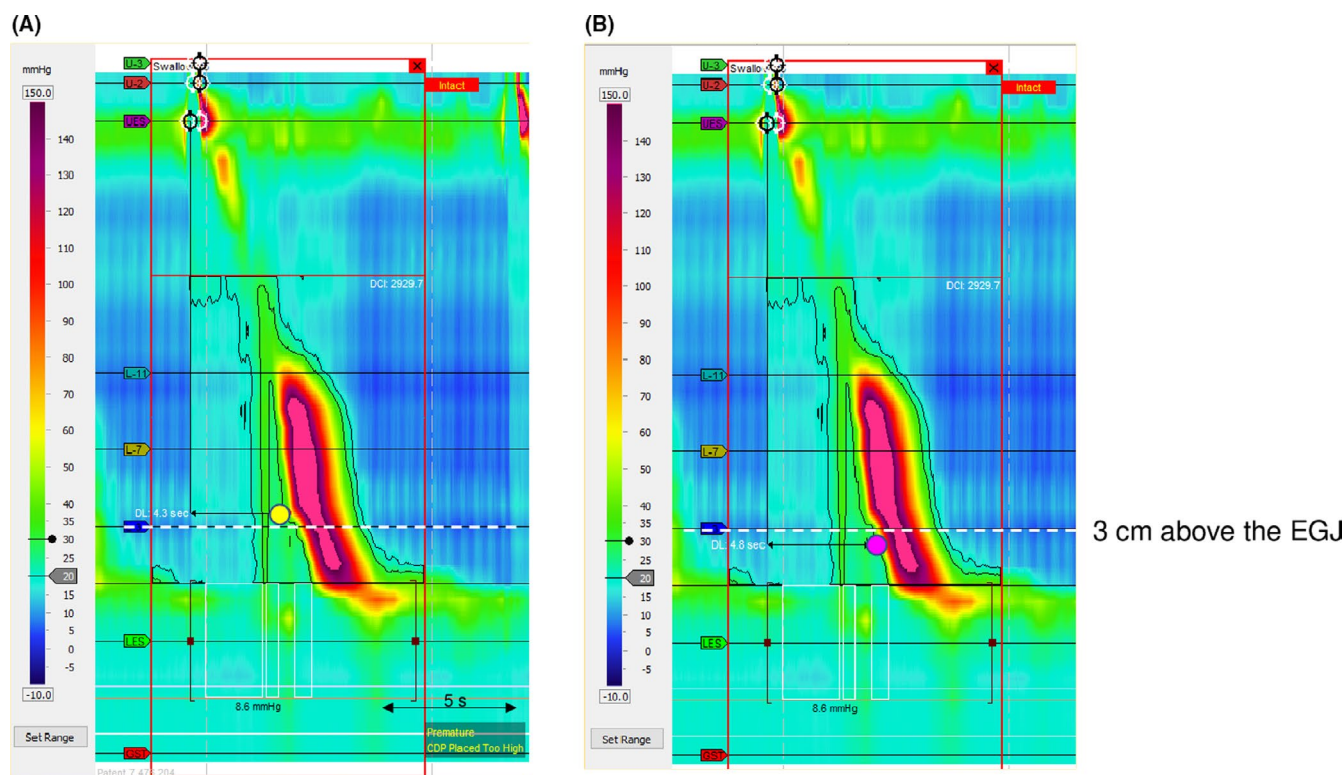 (A)
mmHg
150.0
140
130
120
110
100
90
80
70
60
50
40
35
30
25
20
15
10
5
0
-5
-10.0
Set Range
U-3
U-2
UES
L-11
L-7
LES
GST
Swallo
Intact
DCI: 2929.7
DL: 4.3 sec
8.6 mmHg
5 s
Premature
CDP Placed Too High
Patent 7,476,204
(B)
mmHg
150.0
140
130
120
110
100
90
80
70
60
50
40
35
30
25
20
15
10
5
0
-5
-10.0
Set Range
U-3
U-2
UES
L-11
L-7
LES
GST
Swallo
Intact
DCI: 2929.7
DL: 4.8 sec
8.6 mmHg
3 cm above the EGJ